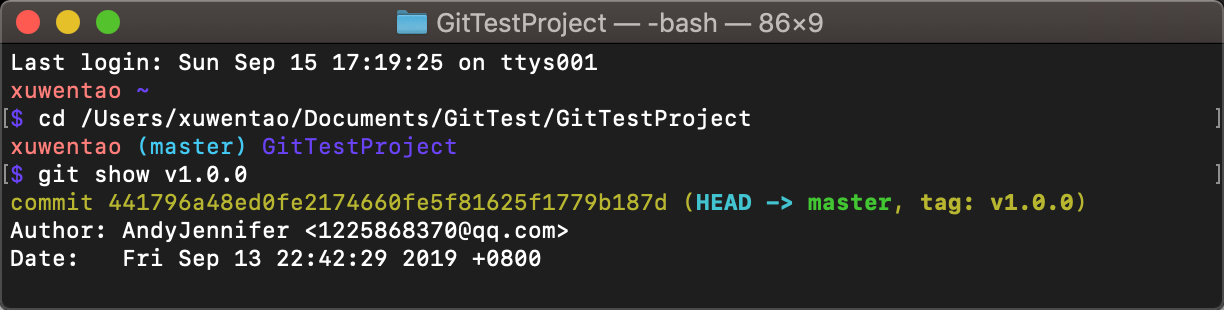 GitTestProject — -bash — 86×9
Last login: Sun Sep 15 17:19:25 on ttys001
xuwentao ~
[$ cd /Users/xuwentao/Documents/GitTest/GitTestProject ]
xuwentao (master) GitTestProject
[$ git show v1.0.0 ]
commit 441796a48ed0fe2174660fe5f81625f1779b187d (HEAD -> master, tag: v1.0.0)
Author: AndyJennifer <1225868370@qq.com>
Date:   Fri Sep 13 22:42:29 2019 +0800